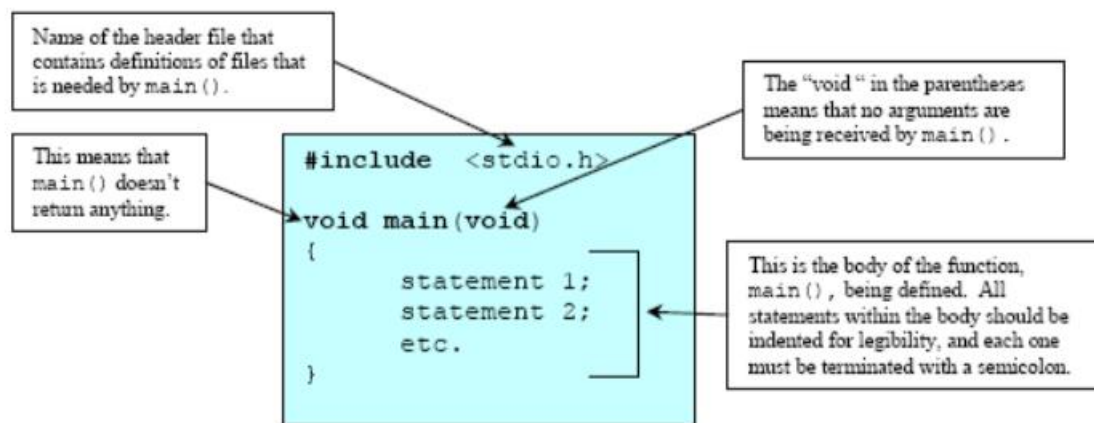 Name of the header file that
contains definitions of files that
is needed by main().
The “void “ in the parentheses
means that no arguments are
being received by main().
This means that
main() doesn’t
return anything.
#include <stdio.h>
void main(void)
{
statement 1;
statement 2;
etc.
}
This is the body of the function,
main(), being defined. All
statements within the body should be
indented for legibility, and each one
must be terminated with a semicolon.